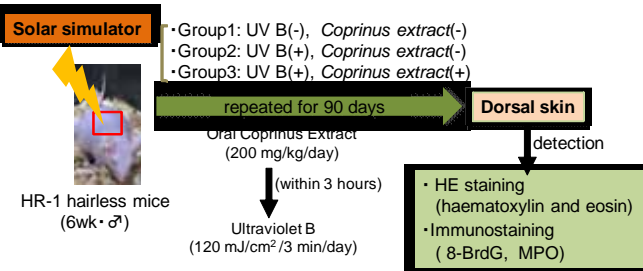 Solar simulator
・Group1: UV B(-), Coprinus extract(-)
・Group2: UV B(+), Coprinus extract(-)
・Group3: UV B(+), Coprinus extract(+)
repeated for 90 days
Dorsal skin
Oral Coprinus Extract
(200 mg/kg/day)
(within 3 hours)
Ultraviolet B
(120 mJ/cm²/3 min/day)
HR-1 hairless mice
(6wk・♂)
detection
・ HE staining
(haematoxylin and eosin)
・Immunostaining
( 8-BrdG, MPO)